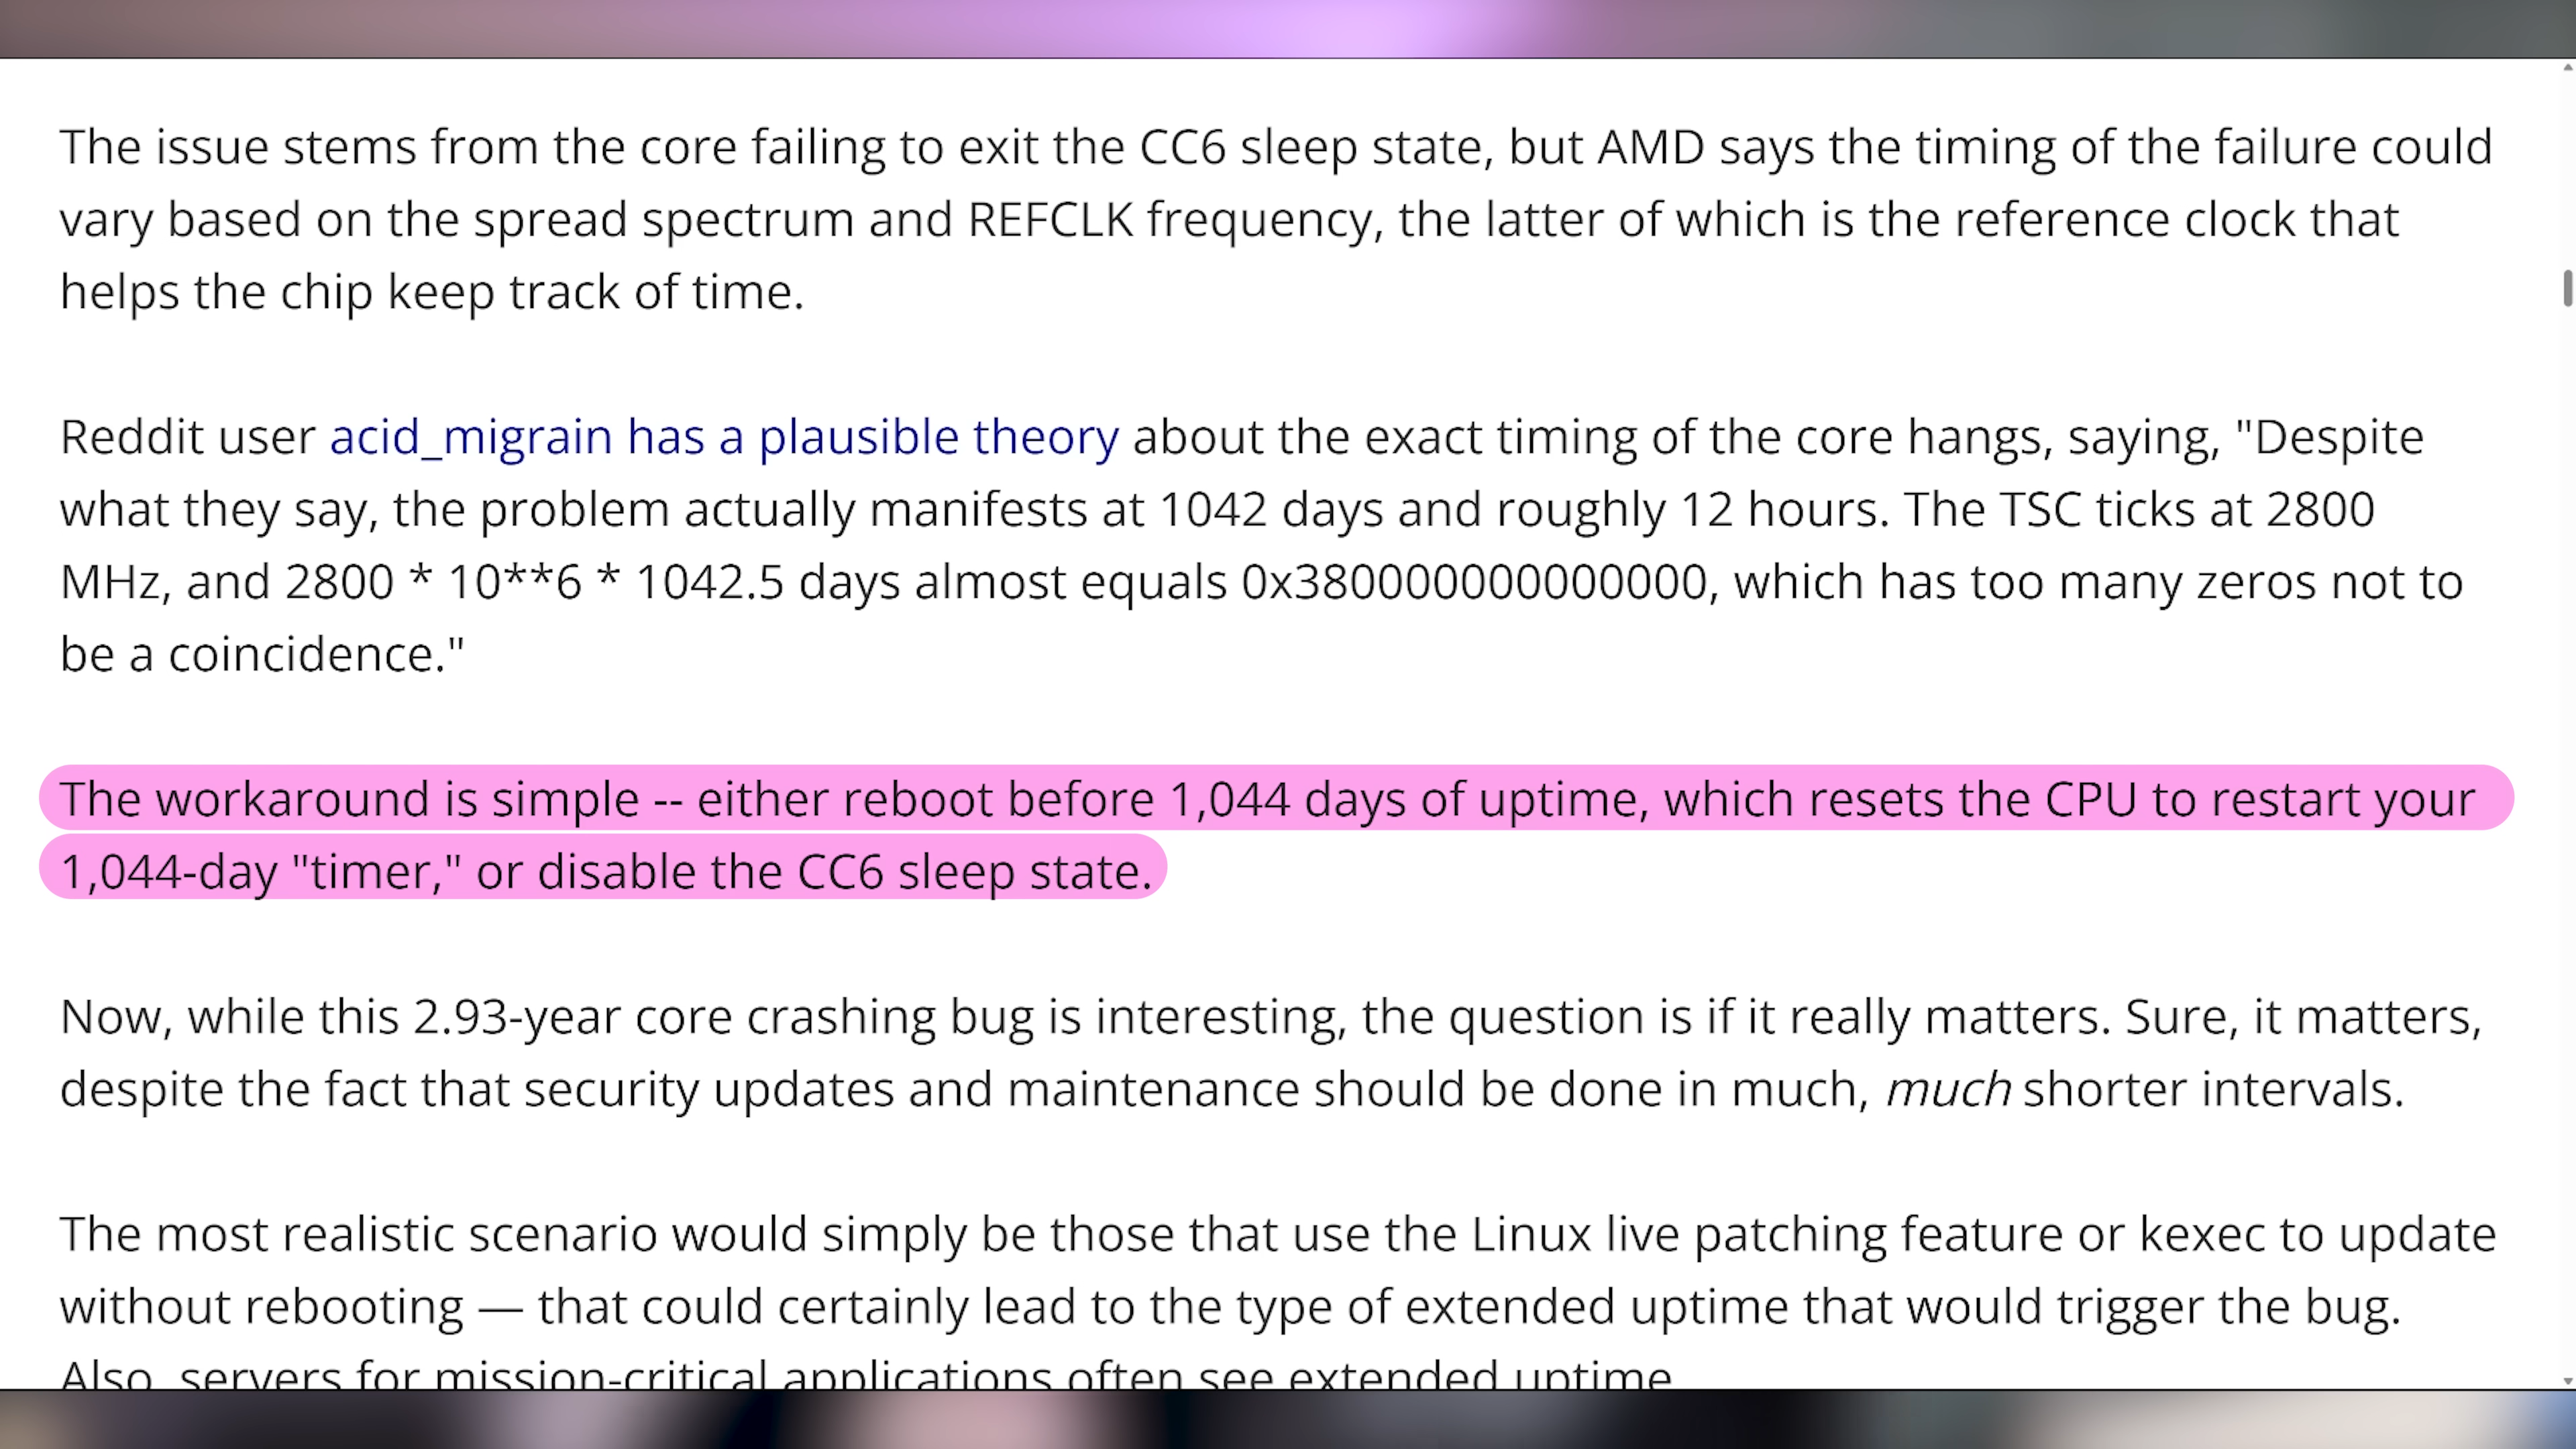 The issue stems from the core failing to exit the CC6 sleep state, but AMD says the timing of the failure could
vary based on the spread spectrum and REFCLK frequency, the latter of which is the reference clock that
helps the chip keep track of time.
Reddit user acid_migrain has a plausible theory about the exact timing of the core hangs, saying, "Despite
what they say, the problem actually manifests at 1042 days and roughly 12 hours. The TSC ticks at 2800
MHz, and 2800 * 10**6 * 1042.5 days almost equals 0x380000000000000, which has too many zeros not to
be a coincidence."
The workaround is simple -- either reboot before 1,044 days of uptime, which resets the CPU to restart your
1,044-day "timer," or disable the CC6 sleep state.
Now, while this 2.93-year core crashing bug is interesting, the question is if it really matters. Sure, it matters,
despite the fact that security updates and maintenance should be done in much, much shorter intervals.
The most realistic scenario would simply be those that use the Linux live patching feature or kexec to update
without rebooting — that could certainly lead to the type of extended uptime that would trigger the bug.
Also, servers for mission-critical applications often see extended uptime